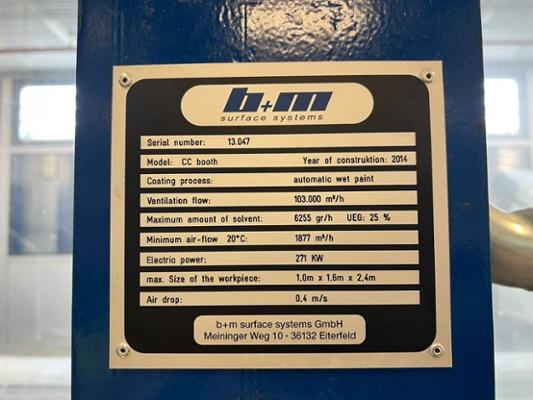 b+m
surface systems
Serial number: 13.047
Model: CC booth Year of construktion: 2014
Coating process: automatic wet paint
Ventilation flow: 103.000 m³/h
Maximum amount of solvent: 6255 gr/h UEG: 25 %
Minimum air-flow 20°C: 1877 m³/h
Electric power: 271 KW
max. Size of the workpiece: 1.0m x 1.6m x 2.4m
Air drop: 0.4 m/s
b+m surface systems GmbH
Meininger Weg 10 - 36132 Eiterfeld